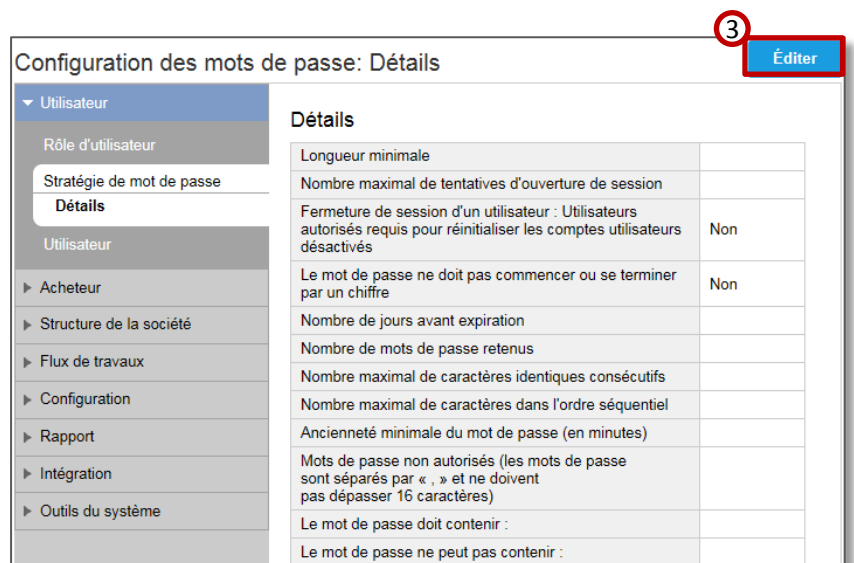 3
Configuration des mots de passe: Détails
Éditer
Utilisateur
Rôle d'utilisateur
Stratégie de mot de passe
Détails
Utilisateur
Acheteur
Structure de la société
Flux de travaux
Configuration
Rapport
Intégration
Outils du système
Détails
Longueur minimale
Nombre maximal de tentatives d'ouverture de session
Fermeture de session d'un utilisateur : Utilisateurs
autorisés requis pour réinitialiser les comptes utilisateurs
désactivés
Non
Le mot de passe ne doit pas commencer ou se terminer
par un chiffre
Non
Nombre de jours avant expiration
Nombre de mots de passe retenus
Nombre maximal de caractères identiques consécutifs
Nombre maximal de caractères dans l'ordre séquentiel
Ancienneté minimale du mot de passe (en minutes)
Mots de passe non autorisés (les mots de passe
sont séparés par « , » et ne doivent
pas dépasser 16 caractères)
Le mot de passe doit contenir :
Le mot de passe ne peut pas contenir :